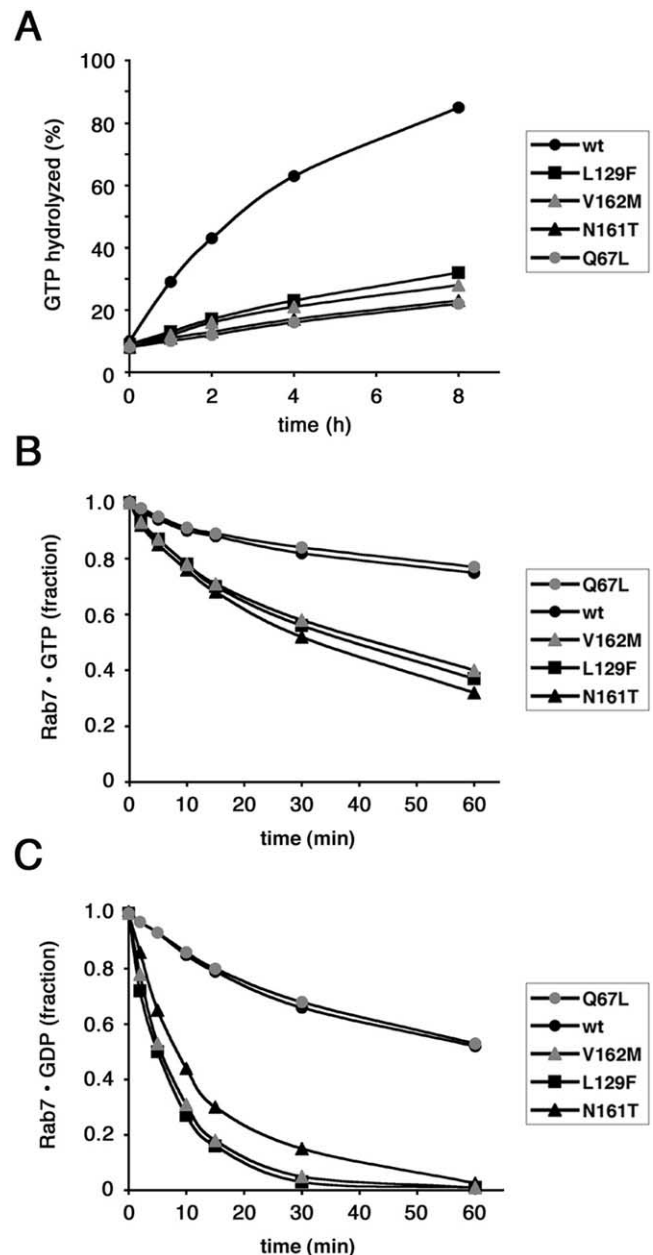 A
100
80
60
40
20
0
GTP hydrolyzed (%)
0 2 4 6 8
time (h)
wt
L129F
V162M
N161T
Q67L
B
1.0
0.8
0.6
0.4
0.2
0
Rab7 • GTP (fraction)
0 10 20 30 40 50 60
time (min)
Q67L
wt
V162M
L129F
N161T
C
1.0
0.8
0.6
0.4
0.2
0
Rab7 • GDP (fraction)
0 10 20 30 40 50 60
time (min)
Q67L
wt
V162M
L129F
N161T